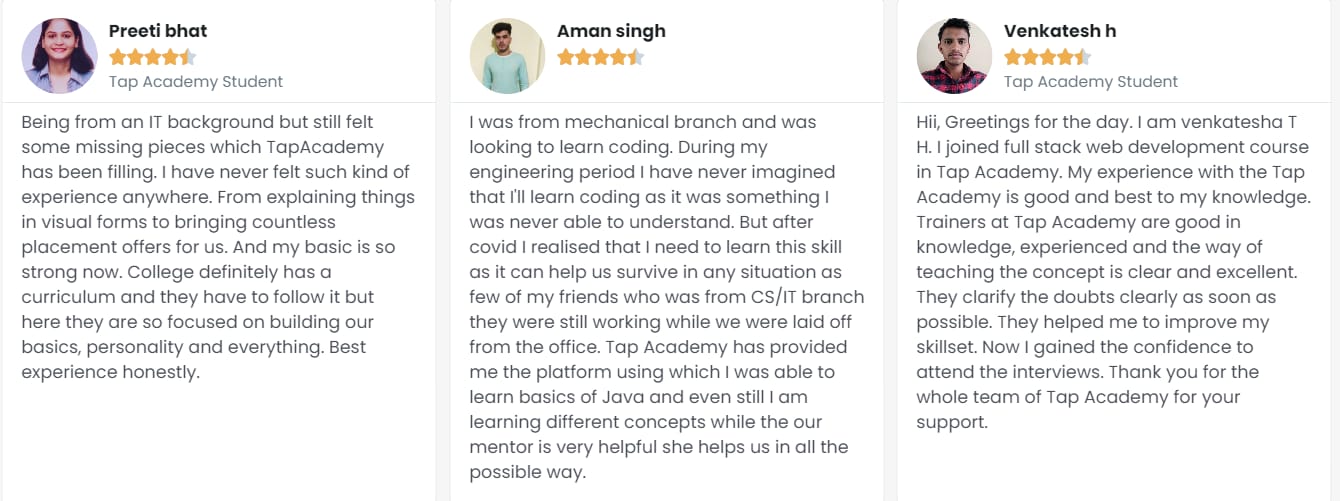 Preeti bhat
Tap Academy Student
Being from an IT background but still felt
some missing pieces which TapAcademy
has been filling. I have never felt such kind of
experience anywhere. From explaining things
in visual forms to bringing countless
placement offers for us. And my basic is so
strong now. College definitely has a
curriculum and they have to follow it but
here they are so focused on building our
basics, personality and everything. Best
experience honestly.
Aman singh
I was from mechanical branch and was
looking to learn coding. During my
engineering period I have never imagined
that I'll learn coding as it was something I
was never able to understand. But after
covid I realised that I need to learn this skill
as it can help us survive in any situation as
few of my friends who was from CS/IT branch
they were still working while we were laid off
from the office. Tap Academy has provided
me the platform using which I was able to
learn basics of Java and even still I am
learning different concepts while the our
mentor is very helpful she helps us in all the
possible way.
Venkatesh h
Tap Academy Student
Hii, Greetings for the day. I am venkatesha T
H. I joined full stack web development course
in Tap Academy. My experience with the Tap
Academy is good and best to my knowledge.
Trainers at Tap Academy are good in
knowledge, experienced and the way of
teaching the concept is clear and excellent.
They clarify the doubts clearly as soon as
possible. They helped me to improve my
skillset. Now I gained the confidence to
attend the interviews. Thank you for the
whole team of Tap Academy for your
support.